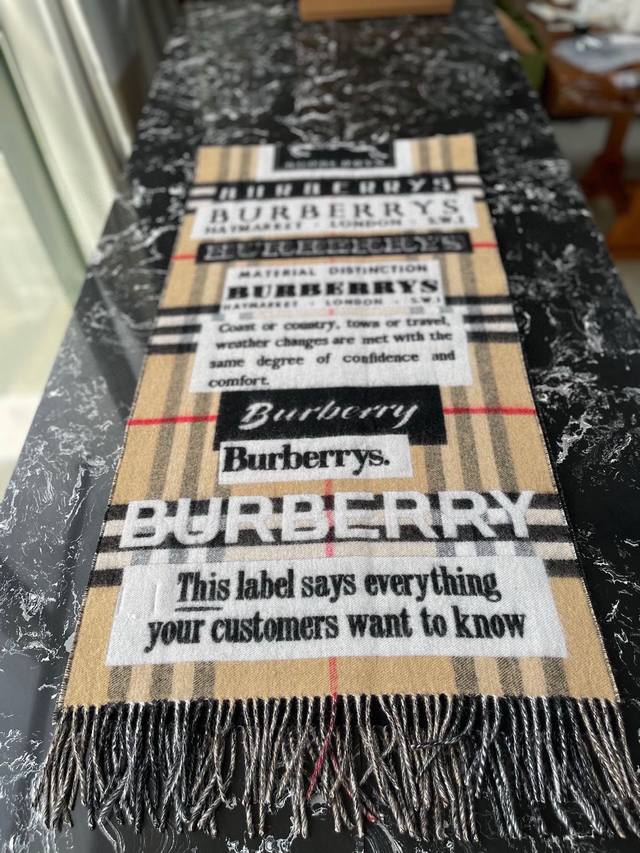 BURBERRYS
BURBERRYS
HAYMARKET · LONDON · S.W.1
BURBERRYS
MATERIAL DISTINCTION
BURBERRYS
HAYMARKET · LONDON · S.W.1
Coast or country, town or travel,
weather changes are met with the
same degree of confidence and
comfort.
Burberry
Burberrys.
BURBERRY
This label says everything
your customers want to know